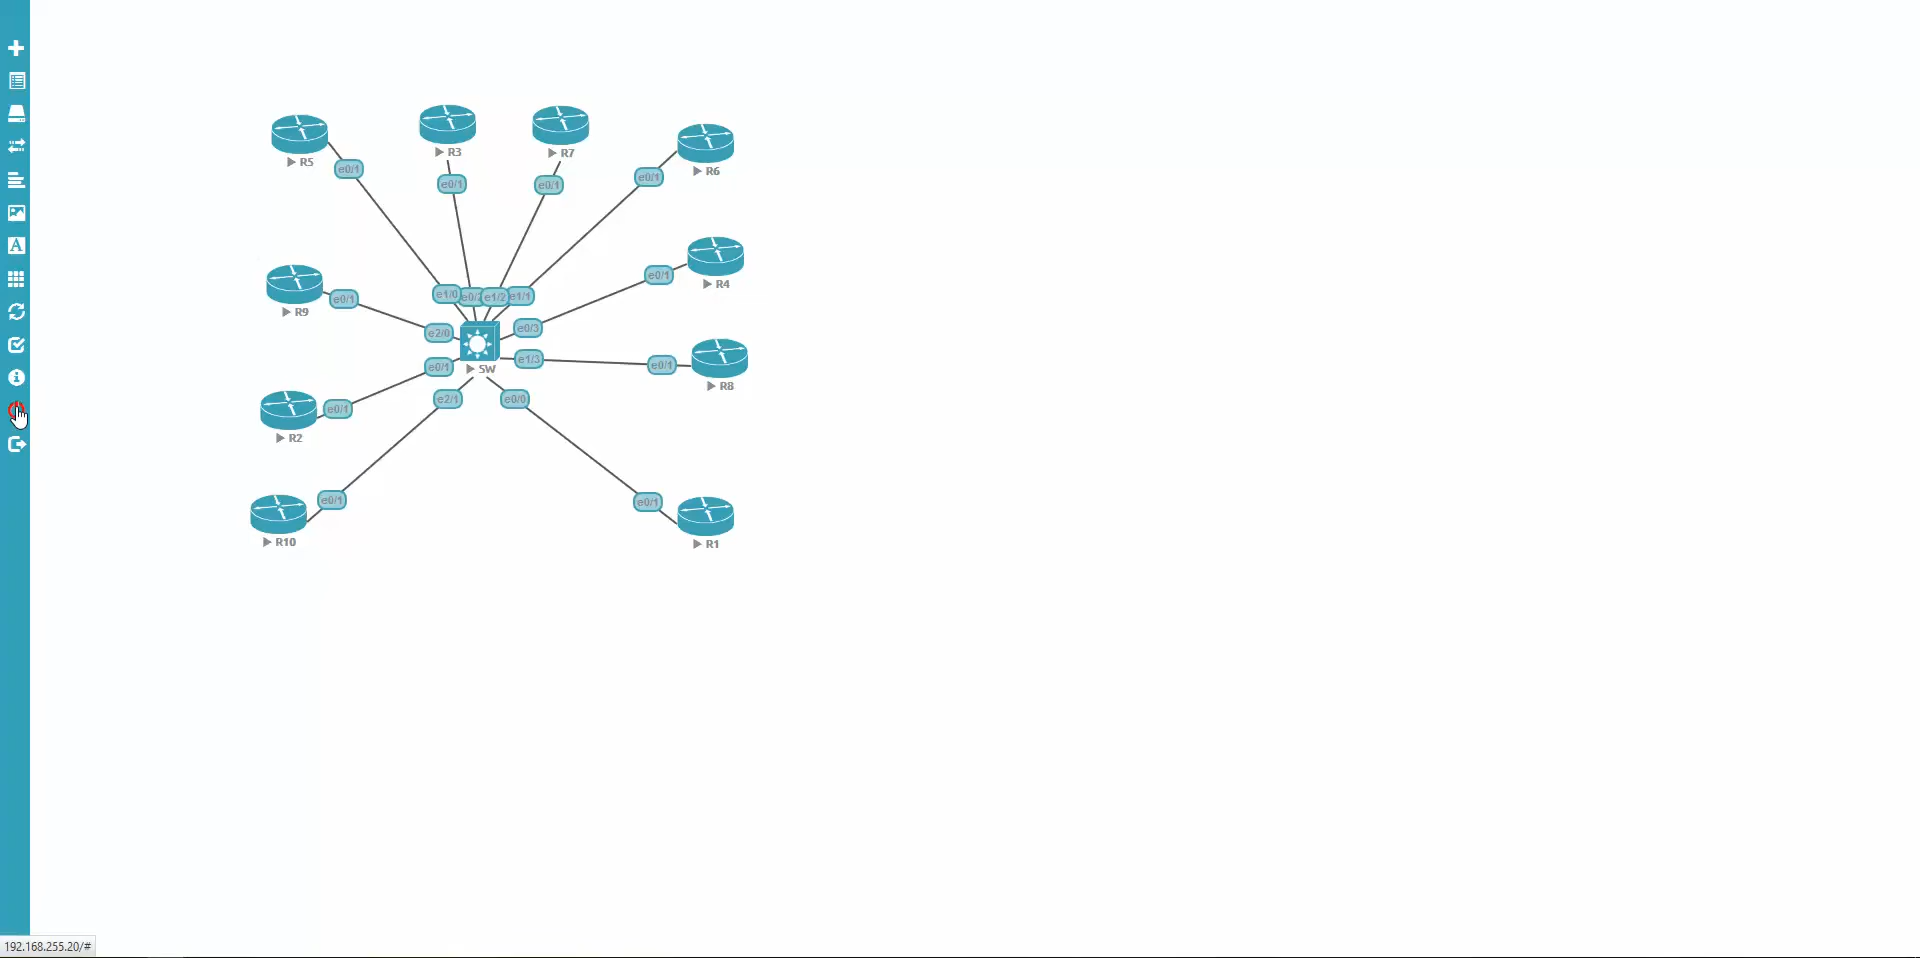 R5
R3
R7
R6
e0/1
e0/1
e0/1
e0/1
R4
e0/1
R9
e0/1
e1/0
e1/2
e1/1
e2/0
e0/3
SW
e0/1
e1/3
e0/1
R8
R2
e0/1
e2/1
e0/0
R10
e0/1
e0/1
R1
A
192.168.255.20/#